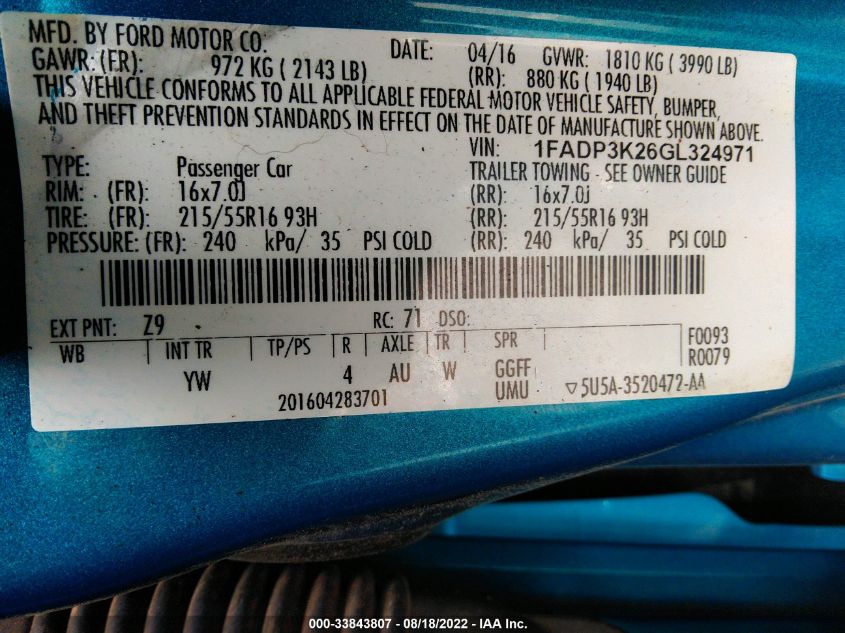 MFD. BY FORD MOTOR CO.
DATE: 04/16 GVWR: 1810 KG ( 3990 LB)
GAWR: (FR): 972 KG ( 2143 LB) (RR): 880 KG ( 1940 LB)
THIS VEHICLE CONFORMS TO ALL APPLICABLE FEDERAL MOTOR VEHICLE SAFETY, BUMPER,
AND THEFT PREVENTION STANDARDS IN EFFECT ON THE DATE OF MANUFACTURE SHOWN ABOVE.
VIN: 1FADP3K26GL324971
TYPE: Passenger Car TRAILER TOWING - SEE OWNER GUIDE
RIM: (FR): 16x7.0J (RR): 16x7.0J
TIRE: (FR): 215/55R16 93H (RR): 215/55R16 93H
PRESSURE: (FR): 240 kPa/ 35 PSI COLD (RR): 240 kPa/ 35 PSI COLD
EXT PNT: Z9 RC: 71 DSO:
WB INT TR TP/PS R AXLE TR SPR F0093
R0079
YW 4 AU W GGFF
UMU
201604283701 5U5A-3520472-AA
000-33843807 - 08/18/2022 - IAA Inc.